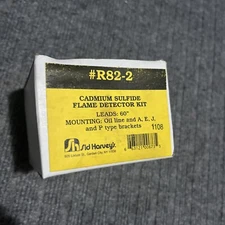 #R82-2
CADMIUM SULFIDE
FLAME DETECTOR KIT
LEADS: 60"
MOUNTING: Oil line and A, E, J,
and P type brackets
1108
Sid Harvey's